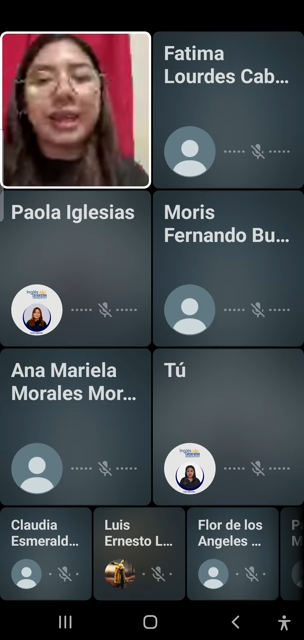 Fatima
Lourdes Cab...
Paola Iglesias
Moris
Fernando Bu...
Ana Mariela
Morales Mor...
Tú
Claudia
Esmerald...
Luis
Ernesto L...
Flor de los
Angeles ...